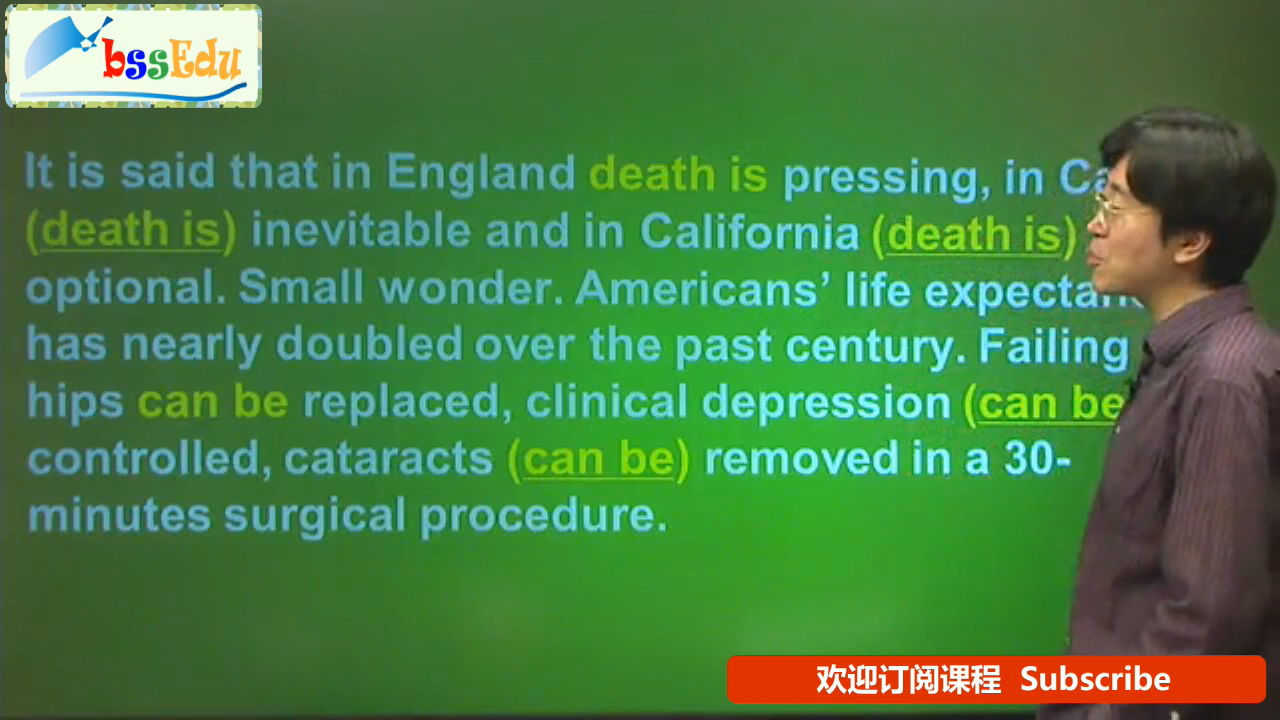 bssEdu
It is said that in England death is pressing, in
(death is) inevitable and in California (death is)
optional. Small wonder. Americans’ life
has nearly doubled over the past century. Failing
hips can be replaced, clinical depression (can be
controlled, cataracts (can be) removed in a 30-
minutes surgical procedure.
欢迎订阅课程 Subscribe